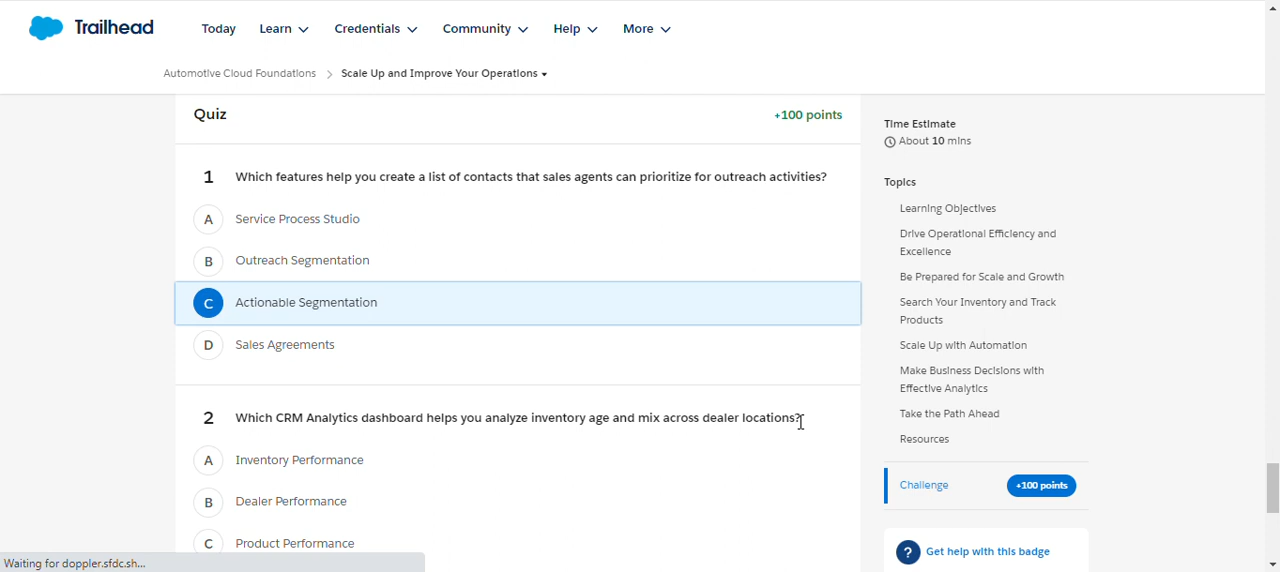 Trailhead
Today Learn Credentials Community Help More
Automotive Cloud Foundations > Scale Up and Improve Your Operations
Quiz +100 points
1 Which features help you create a list of contacts that sales agents can prioritize for outreach activities?
A Service Process Studio
B Outreach Segmentation
C Actionable Segmentation
D Sales Agreements
2 Which CRM Analytics dashboard helps you analyze inventory age and mix across dealer locations?
A Inventory Performance
B Dealer Performance
C Product Performance
Waiting for doppler.sfdc.sh...
Time Estimate
About 10 mins
Topics
Learning Objectives
Drive Operational Efficiency and
Excellence
Be Prepared for Scale and Growth
Search Your Inventory and Track
Products
Scale Up with Automation
Make Business Decisions with
Effective Analytics
Take the Path Ahead
Resources
Challenge +100 points
? Get help with this badge